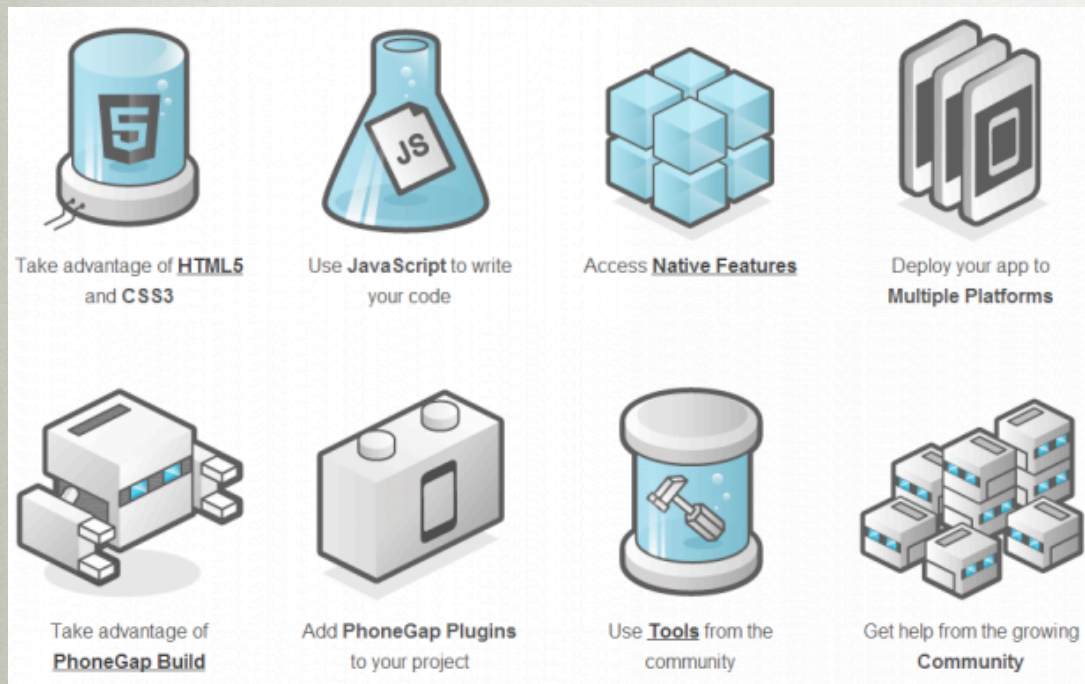 5
JS
Take advantage of HTML5
and CSS3
Use JavaScript to write
your code
Access Native Features
Deploy your app to
Multiple Platforms
Take advantage of
PhoneGap Build
Add PhoneGap Plugins
to your project
Use Tools from the
community
Get help from the growing
Community